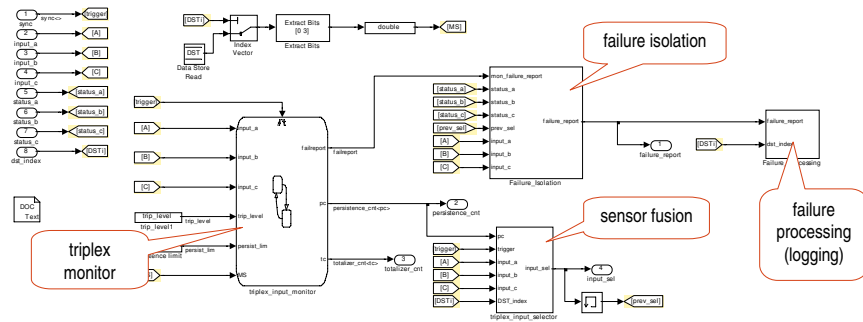 1
sync<>
trigger
sync
2
[A]
input_a
3
[B]
input_b
4
[C]
input_c
5
[status_a]
status_a
6
[status_b]
status_b
7
[status_c]
status_c
8
[DSTi]
dst_index
DOC
Text
[DSTi]
DST
Data Store
Read
Index
Vector
Extract Bits
[0 3]
Extract Bits
double
[MS]
trigger
[A]
[B]
[C]
trip_level
trip_level
trip_level1
persist_lim
input_a
input_b
input_c
trip_level
persist_lim
MS
failreport
pc
tc
triplex_input_monitor
failreport
persistence_cnt<pc>
2
persistence_cnt
totalizer_cnt<tc>
3
totalizer_cnt
triplex
monitor
[status_a]
[status_b]
[status_c]
[prev_sel]
[A]
[B]
[C]
mon_failure_report
status_a
status_b
status_c
prev_sel
input_a
input_b
input_c
failure_report
Failure_Isolation
failure isolation
failure_report
1
failure_report
[DSTi]
failure_report
dst_index
failure
processing
(logging)
sensor fusion
trigger
[A]
[B]
[C]
[DSTi]
pc
trigger
input_a
input_b
input_c
DST_index
input_sel
triplex_input_selector
input_sel
4
input_sel
[prev_sel]